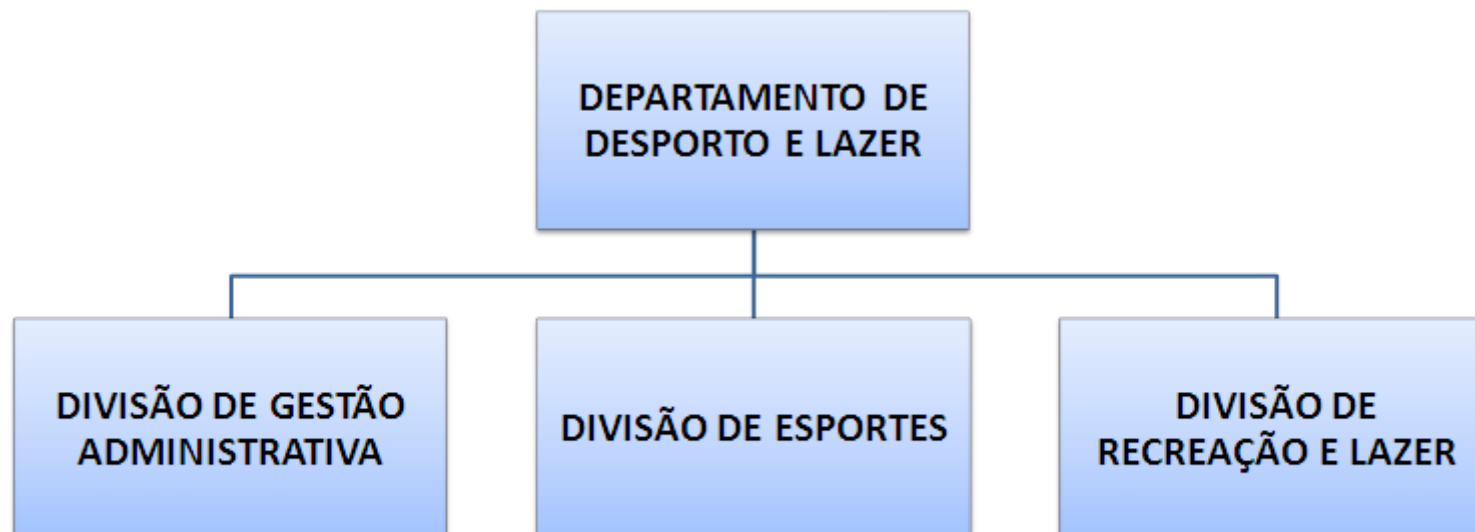 DEPARTAMENTO DE
DESPORTO E LAZER
DIVISÃO DE GESTÃO
ADMINISTRATIVA
DIVISÃO DE ESPORTES
DIVISÃO DE
RECREAÇÃO E LAZER